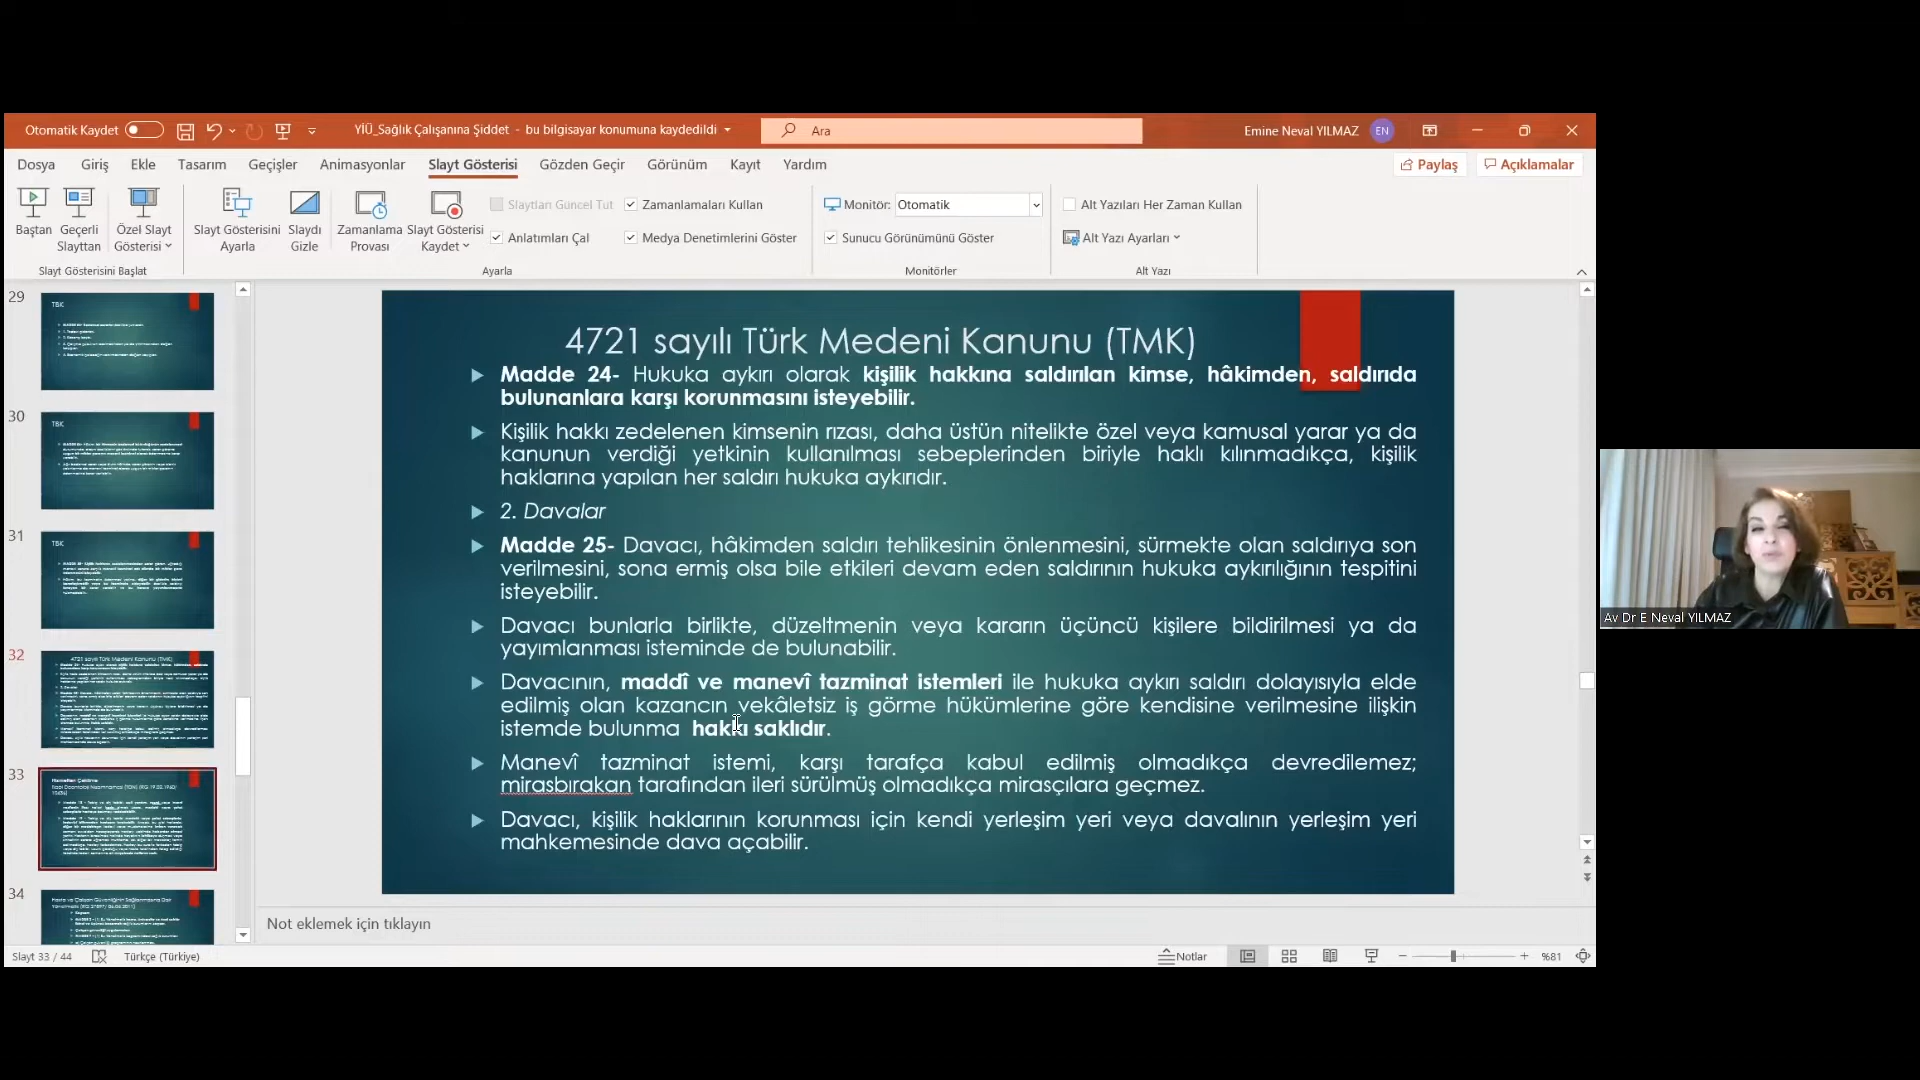 Otomatik Kaydet
YİÜ_Sağlık Çalışanına Şiddet - bu bilgisayar konumuna kaydedildi
Ara
Emine Neval YILMAZ
EN
Dosya Giriş Ekle Tasarım Geçişler Animasyonlar Slayt Gösterisi Gözden Geçir Görünüm Kayıt Yardım
Paylaş
Açıklamalar
Baştan
Geçerli Slayttan
Özel Slayt Gösterisi
Slayt Gösterisini Ayarla
Slaydı Gizle
Zamanlama Provası
Slayt Gösterisi Kaydet
Slaytları Güncel Tut
Zamanlamaları Kullan
Anlatımları Çal
Medya Denetimlerini Göster
Monitör: Otomatik
Sunucu Görünümünü Göster
Alt Yazıları Her Zaman Kullan
Alt Yazı Ayarları
Slayt Gösterisini Başlat
Ayarla
Monitörler
Alt Yazı
29
TBK
30
TBK
31
TBK
32
4721 sayılı Türk Medeni Kanunu (TMK)
33
34
4721 sayılı Türk Medeni Kanunu (TMK)
Madde 24- Hukuka aykırı olarak kişilik hakkına saldırılan kimse, hâkimden, saldırıda
bulunanlara karşı korunmasını isteyebilir.
Kişilik hakkı zedelenen kimsenin rızası, daha üstün nitelikte özel veya kamusal yarar ya da
kanunun verdiği yetkinin kullanılması sebeplerinden biriyle haklı kılınmadıkça, kişilik
haklarına yapılan her saldırı hukuka aykırıdır.
2. Davalar
Madde 25- Davacı, hâkimden saldırı tehlikesinin önlenmesini, sürmekte olan saldırıya son
verilmesini, sona ermiş olsa bile etkileri devam eden saldırının hukuka aykırılığının tespitini
isteyebilir.
Davacı bunlarla birlikte, düzeltmenin veya kararın üçüncü kişilere bildirilmesi ya da
yayımlanması isteminde de bulunabilir.
Davacının, maddî ve manevî tazminat istemleri ile hukuka aykırı saldırı dolayısıyla elde
edilmiş olan kazancın vekâletsiz iş görme hükümlerine göre kendisine verilmesine ilişkin
istemde bulunma hakkı saklıdır.
Manevî tazminat istemi, karşı tarafça kabul edilmiş olmadıkça devredilemez;
mirasbırakan tarafından ileri sürülmüş olmadıkça mirasçılara geçmez.
Davacı, kişilik haklarının korunması için kendi yerleşim yeri veya davalının yerleşim yeri
mahkemesinde dava açabilir.
Av Dr E Neval YILMAZ
Not eklemek için tıklayın
Slayt 33 / 44
Türkçe (Türkiye)
Notlar
%81